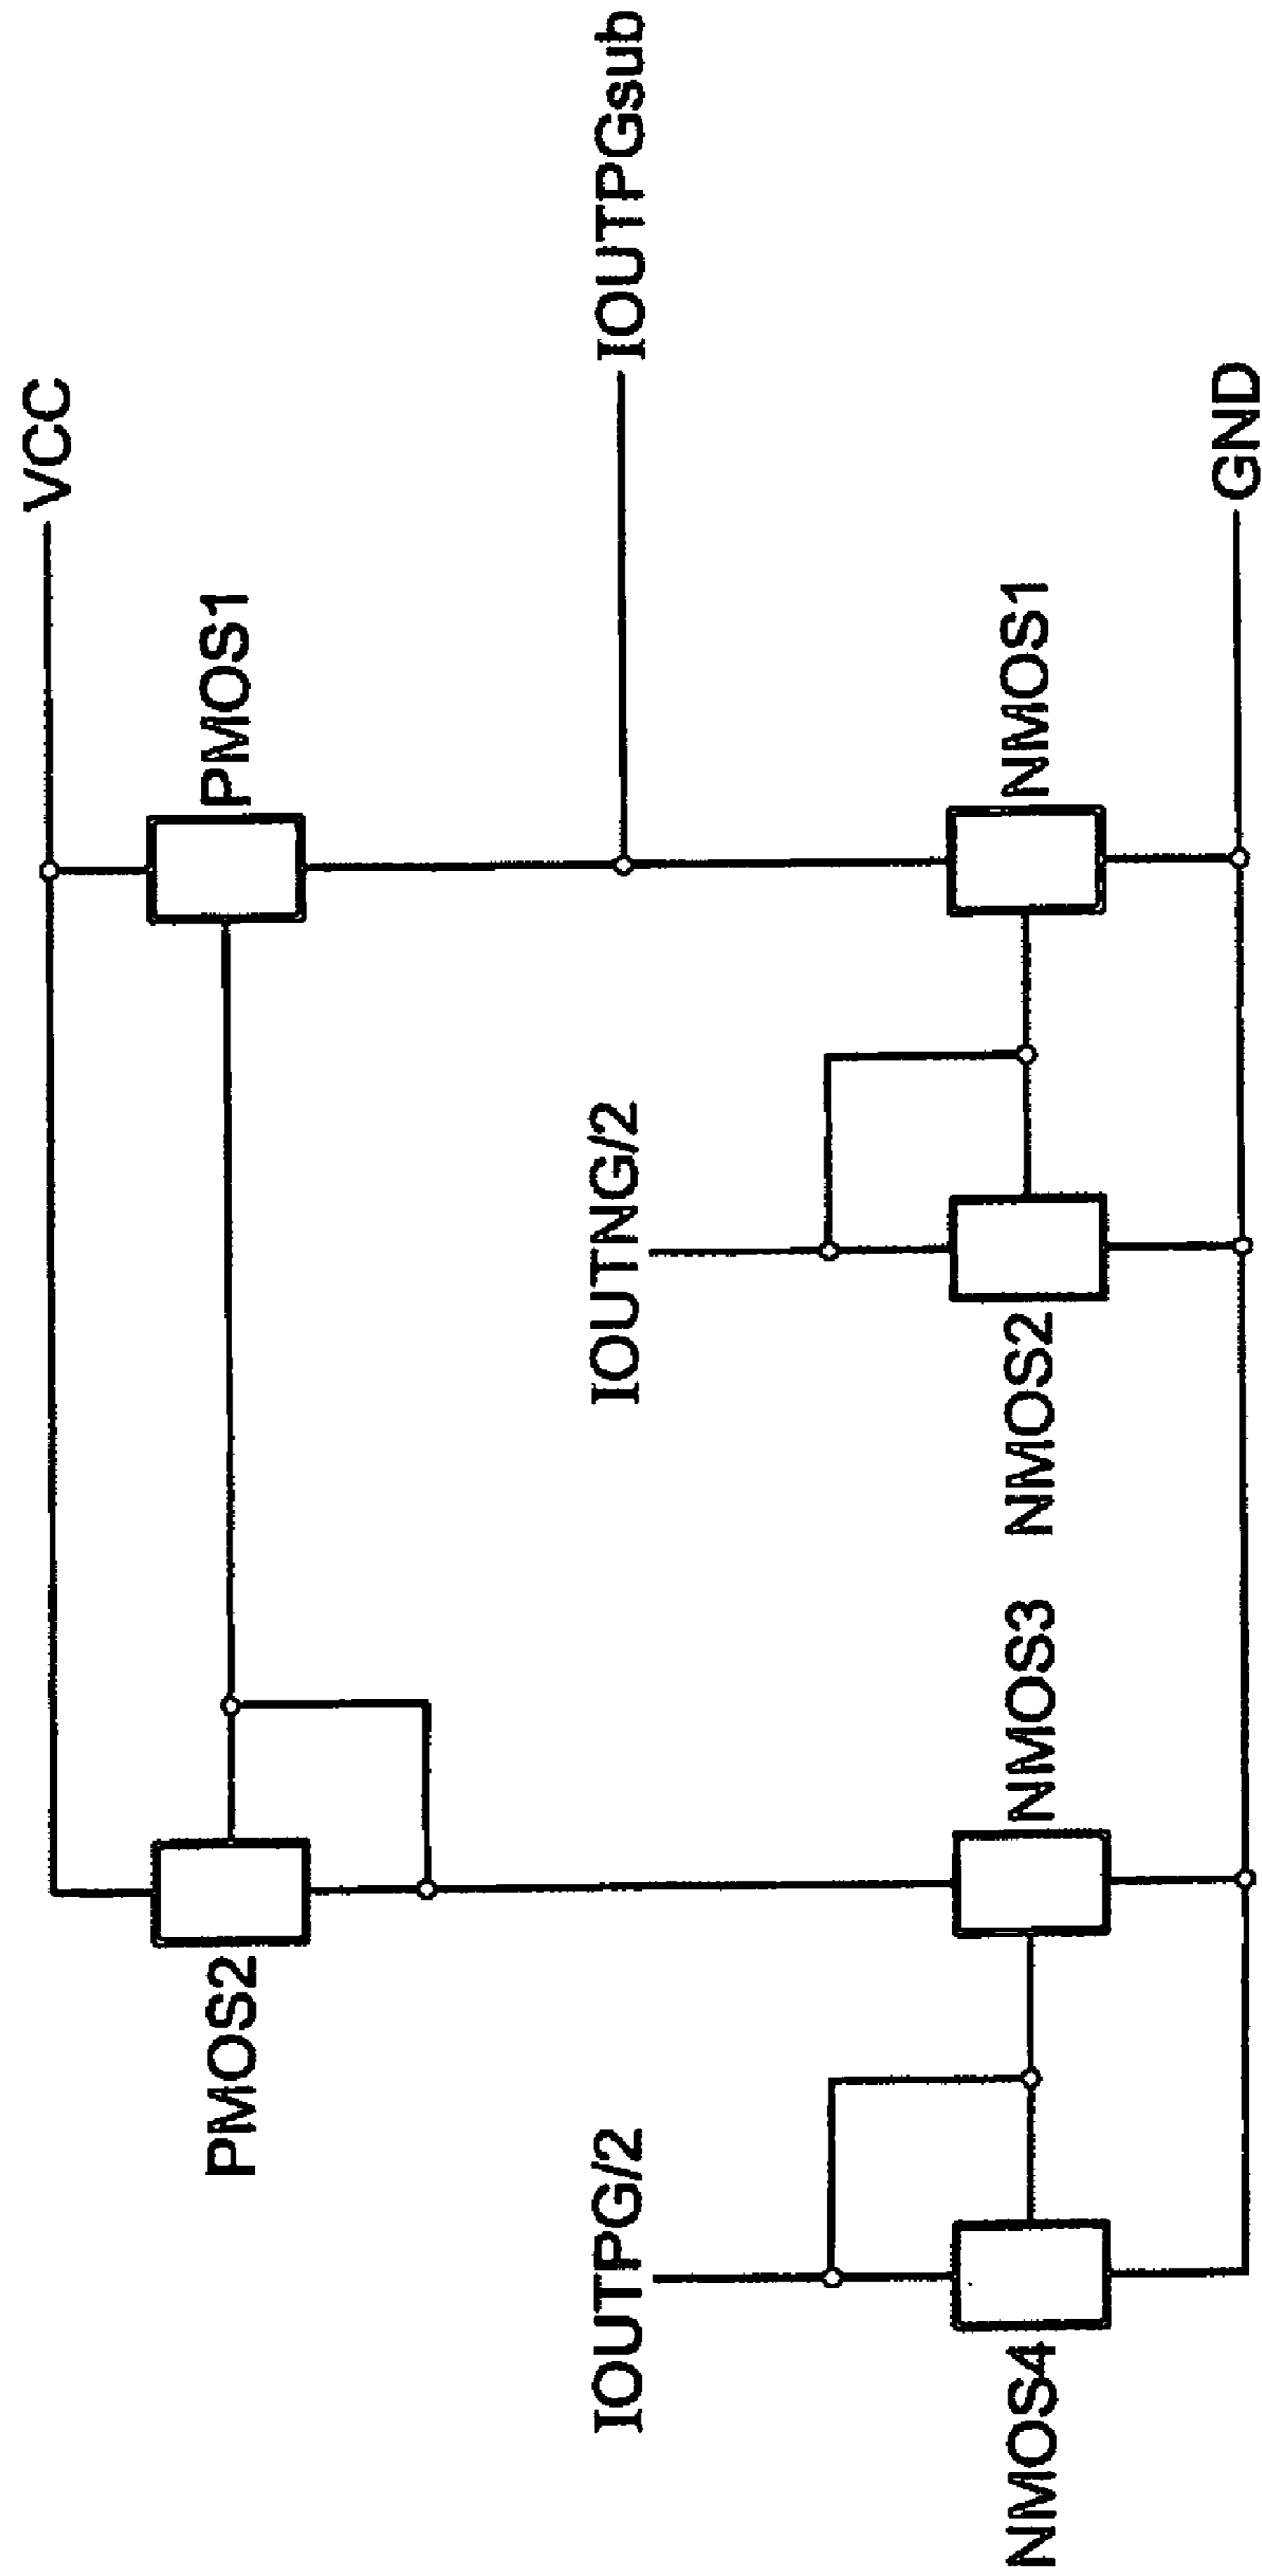 VCC
PMOS2
PMOS1
IOUTPG/2
IOUTNG/2
IOUTPGsub
NMOS4
NMOS3
NMOS2
NMOS1
GND